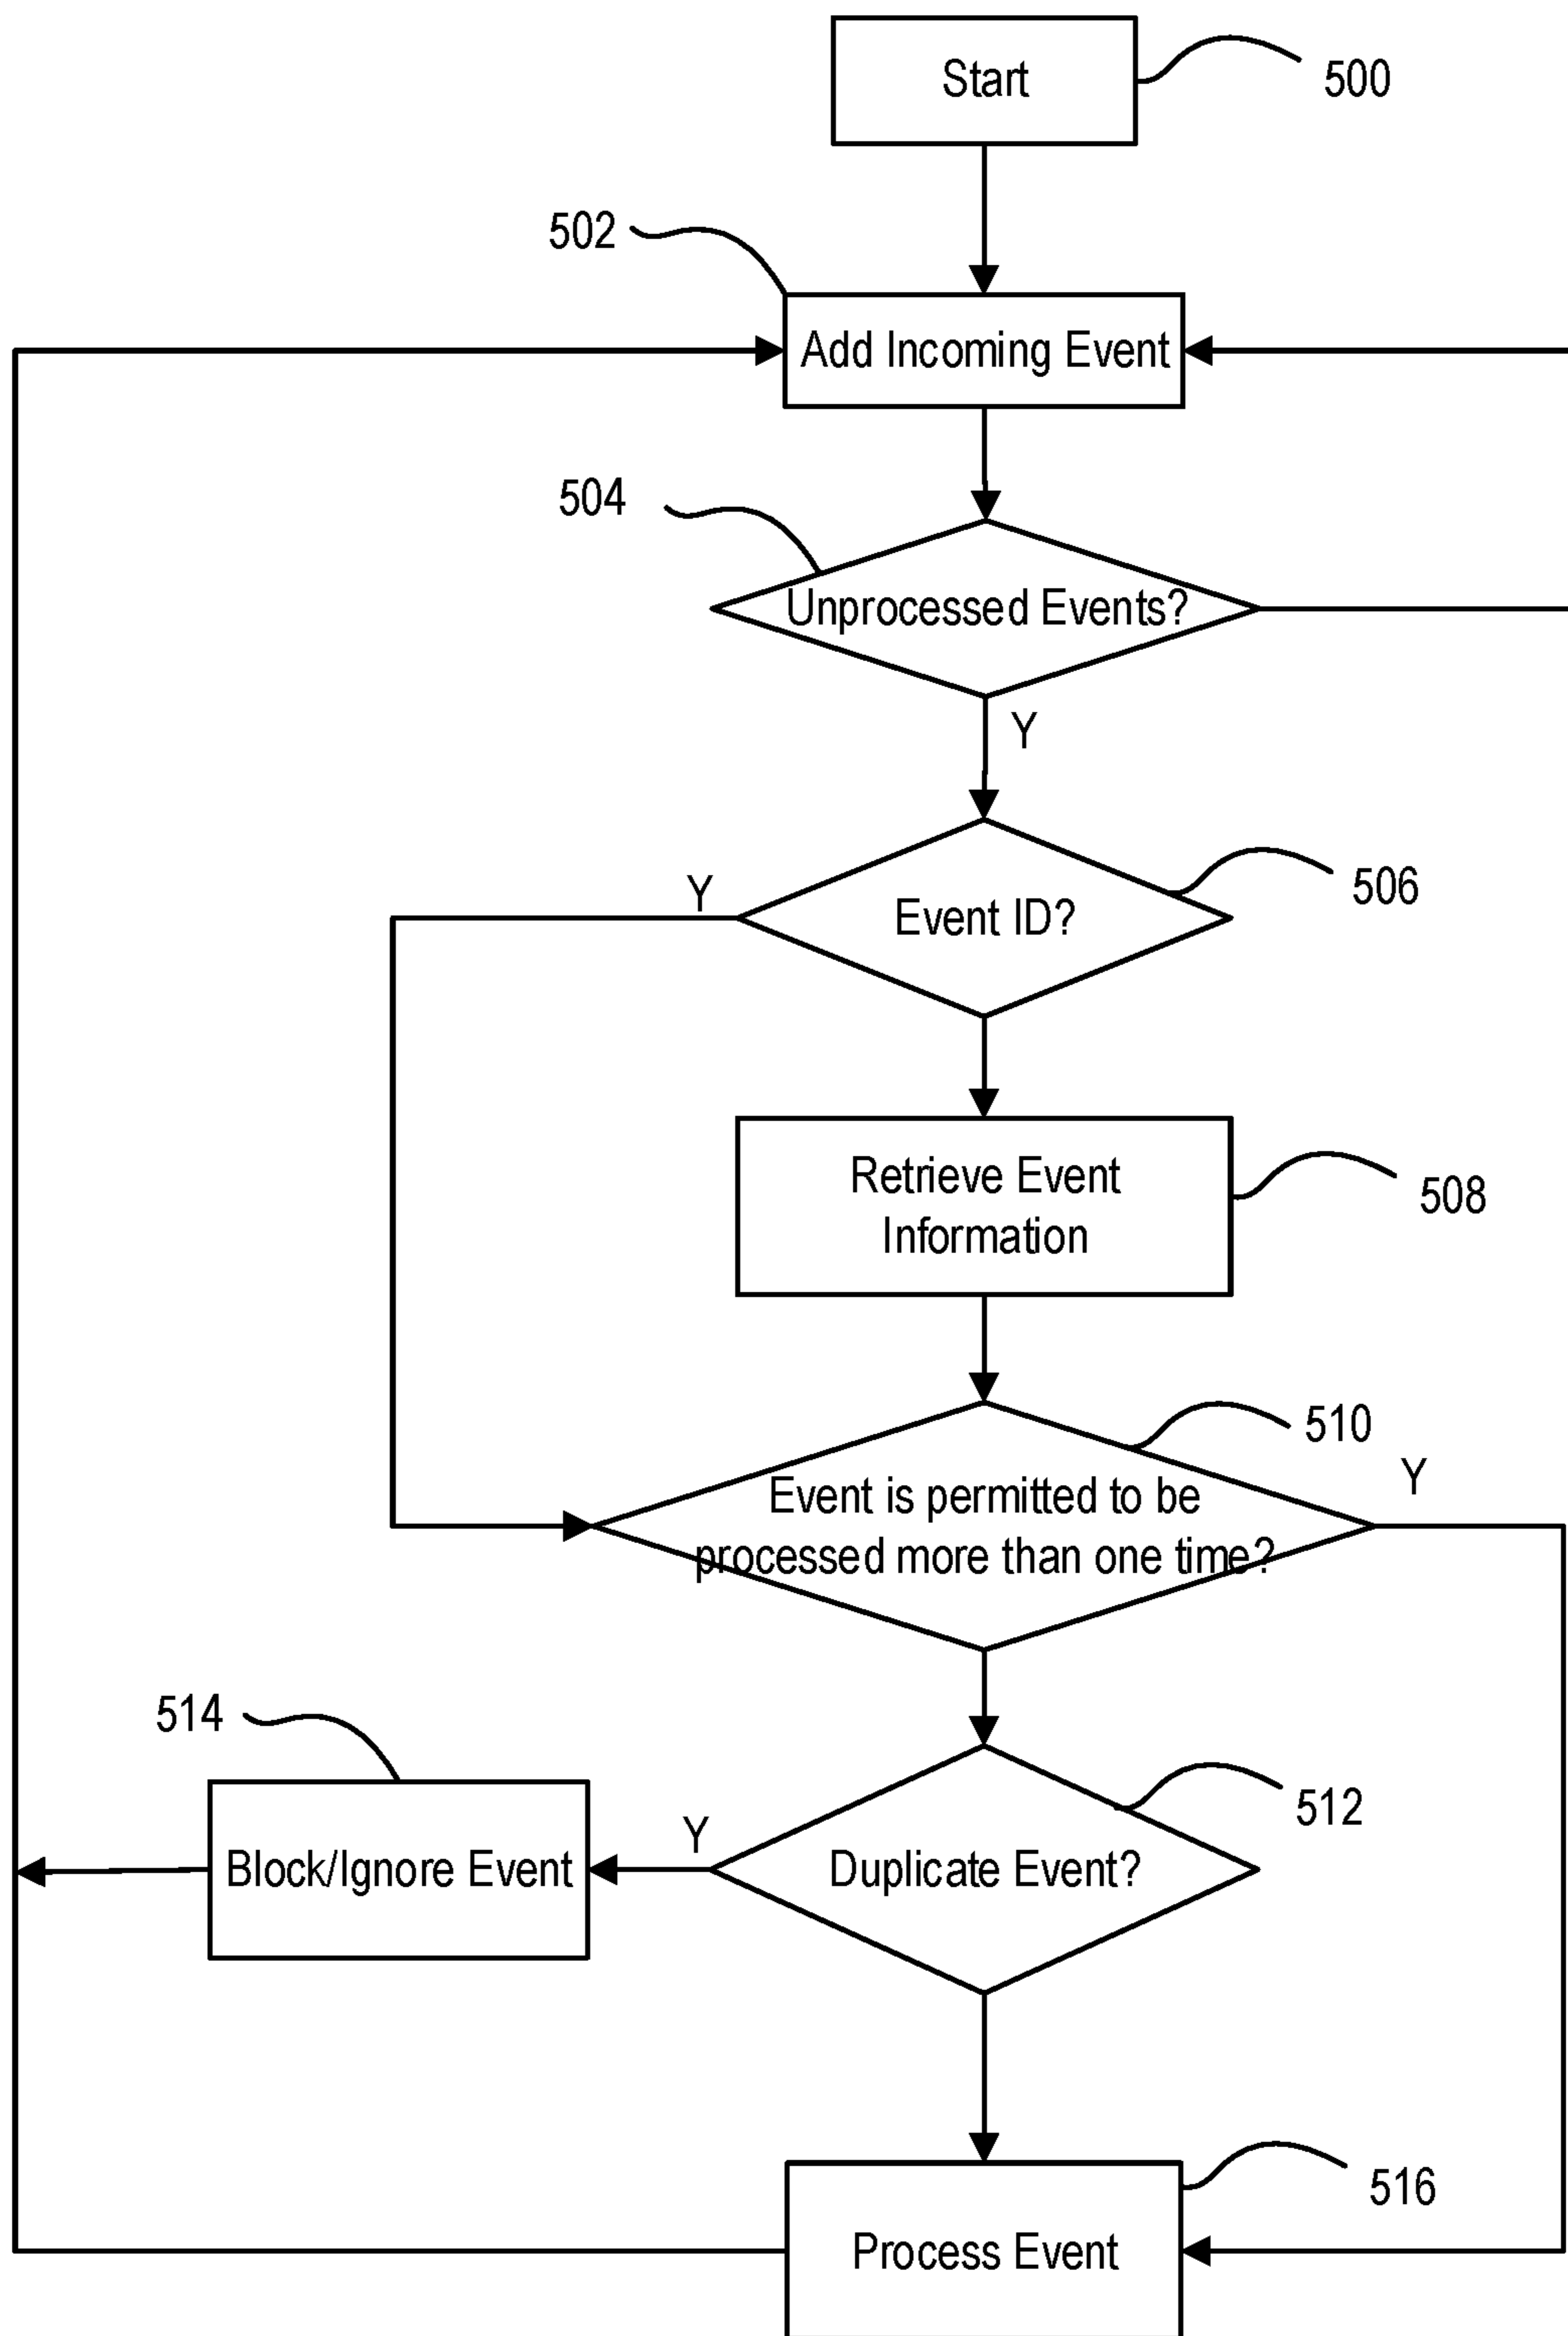 Start
500
502
Add Incoming Event
504
Unprocessed Events?
Y
Y
506
Event ID?
Retrieve Event
Information
508
510
Y
Event is permitted to be
processed more than one time?
514
512
Y
Block/Ignore Event
Duplicate Event?
516
Process Event